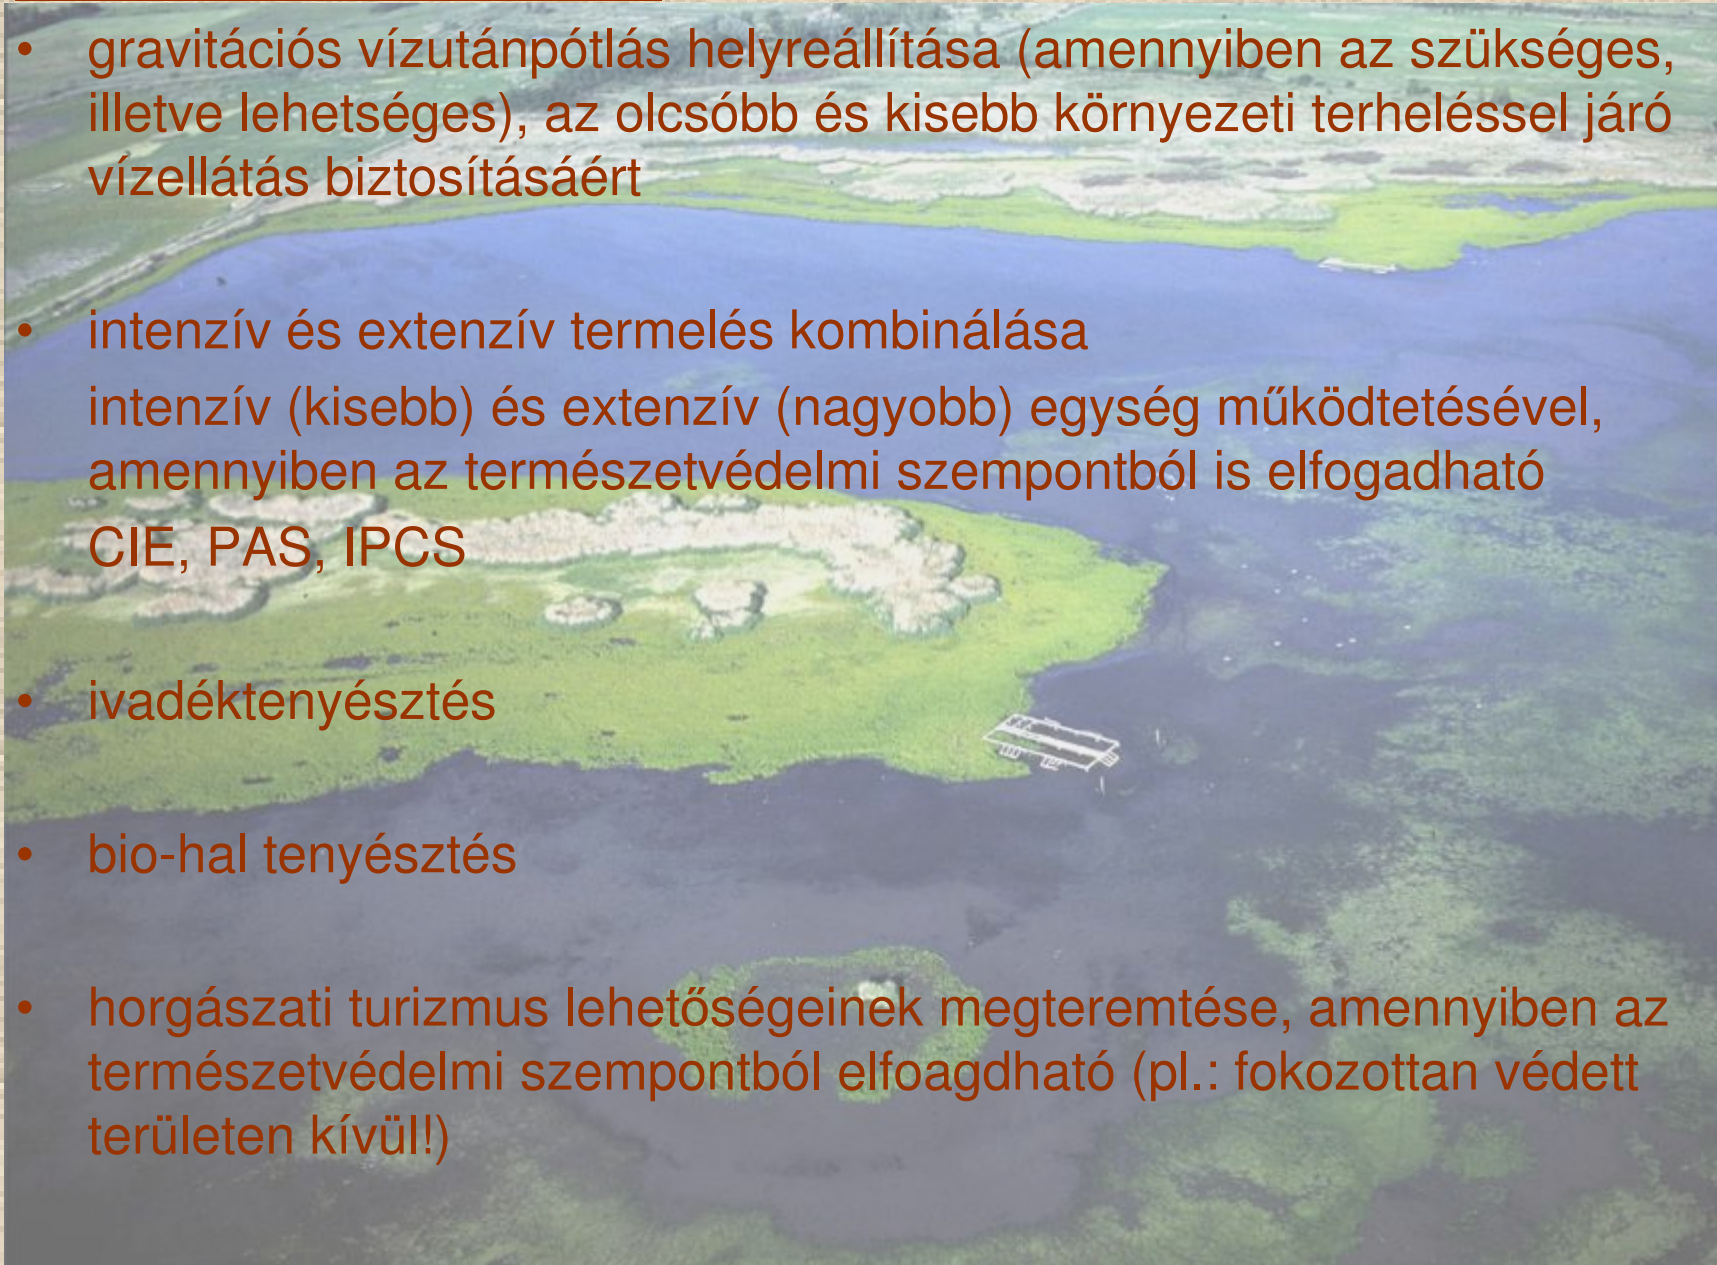 • gravitációs vízutánpótlás helyreállítása (amennyiben az szükséges,
illetve lehetséges), az olcsóbb és kisebb környezeti terheléssel járó
vízellátás biztosításáért
• intenzív és extenzív termelés kombinálása
intenzív (kisebb) és extenzív (nagyobb) egység működtetésével,
amennyiben az természetvédelmi szempontból is elfogadható
CIE, PAS, IPCS
• ivadéktenyésztés
• bio-hal tenyésztés
• horgászati turizmus lehetőségeinek megteremtése, amennyiben az
természetvédelmi szempontból elfoagdható (pl.: fokozottan védett
területen kívül!)